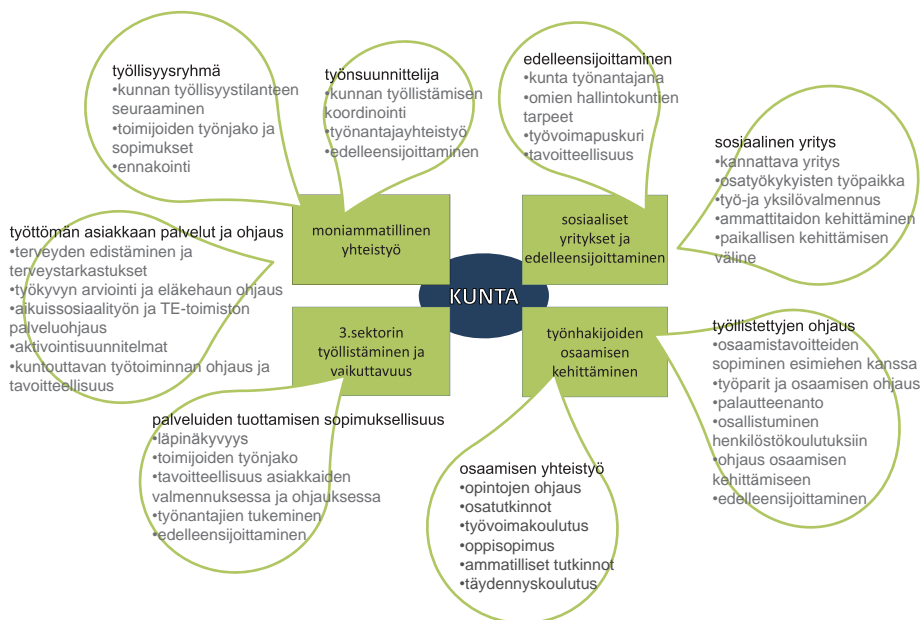 työllisyysryhmä
•kunnan työllisyystilanteen
seuraaminen
•toimijoiden työnjako ja
sopimukset
•ennakointi
työnsuunnittelija
•kunnan työllistämisen
koordinointi
•työnantajayhteistyö
•edelleensijoittaminen
edelleensijoittaminen
•kunta työnantajana
•omien hallintokuntien
tarpeet
•työvoimapuskuri
•tavoitteellisuus
sosiaalinen yritys
•kannattava yritys
•osatyökykyisten työpaikka
•työ-ja yksilövalmennus
•ammattitaidon kehittäminen
•paikallisen kehittämisen
väline
työttömän asiakkaan palvelut ja ohjaus
•terveyden edistäminen ja
terveystarkastukset
•työkyvyn arviointi ja eläkehaun ohjaus
•aikuissosiaalityön ja TE-toimiston
palveluohjaus
•aktivointisuunnitelmat
•kuntouttavan työtoiminnan ohjaus ja
tavoitteellisuus
moniammatillinen
yhteistyö
sosiaaliset
yritykset ja
edelleensijoittaminen
KUNTA
3.sektorin
työllistäminen ja
vaikuttavuus
työnhakijoiden
osaamisen
kehittäminen
työllistettyjen ohjaus
•osaamistavoitteiden
sopiminen esimiehen kanssa
•työparit ja osaamisen ohjaus
•palautteenanto
•osallistuminen
henkilöstökoulutuksiin
•ohjaus osaamisen
kehittämiseen
•edelleensijoittaminen
palveluiden tuottamisen sopimuksellisuus
•läpinäkyvyys
•toimijoiden työnjako
•tavoitteellisuus asiakkaiden
valmennuksessa ja ohjauksessa
•työnantajien tukeminen
•edelleensijoittaminen
osaamisen yhteistyö
•opintojen ohjaus
•osatutkinnot
•työvoimakoulutus
•oppisopimus
•ammatilliset tutkinnot
•täydennyskoulutus